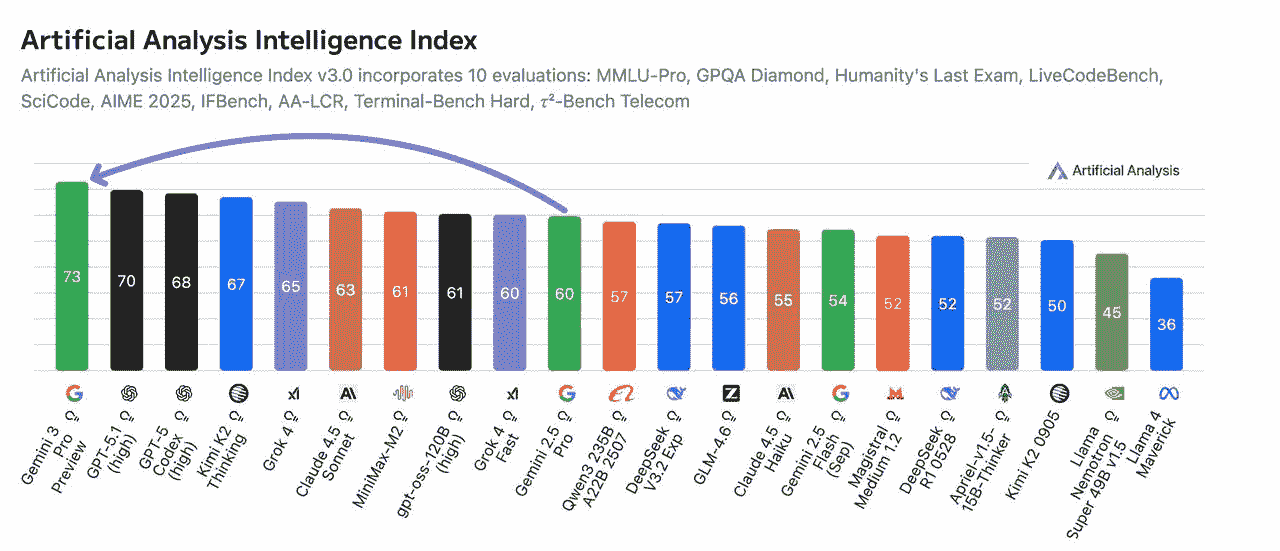 Artificial Analysis Intelligence Index
Artificial Analysis Intelligence Index v3.0 incorporates 10 evaluations: MMLU-Pro, GPQA Diamond, Humanity's Last Exam, LiveCodeBench,
SciCode, AIME 2025, IFBench, AA-LCR, Terminal-Bench Hard, 𝜏²-Bench Telecom
Artificial Analysis
73
70
68
67
65
63
61
61
60
60
57
57
56
55
54
52
52
52
50
45
36
Gemini 3
Pro
Preview
GPT-5.1
(high)
GPT-5
Codex
(high)
Kimi K2
Thinking
Grok 4
Claude 4.5
Sonnet
MiniMax-M2
gpt-oss-120B
(high)
Grok 4
Fast
Gemini 2.5
Pro
Qwen3 235B
A22B 2507
DeepSeek
V3.2 Exp
GLM-4.6
Claude 4.5
Haiku
Gemini 2.5
Flash
(Sep)
Magistral
Medium 1.2
DeepSeek
R1 0528
Apriel-v1.5-
15B-Thinker
Kimi K2 0905
Llama
Nemotron
Super 49B v1.5
Llama 4
Maverick